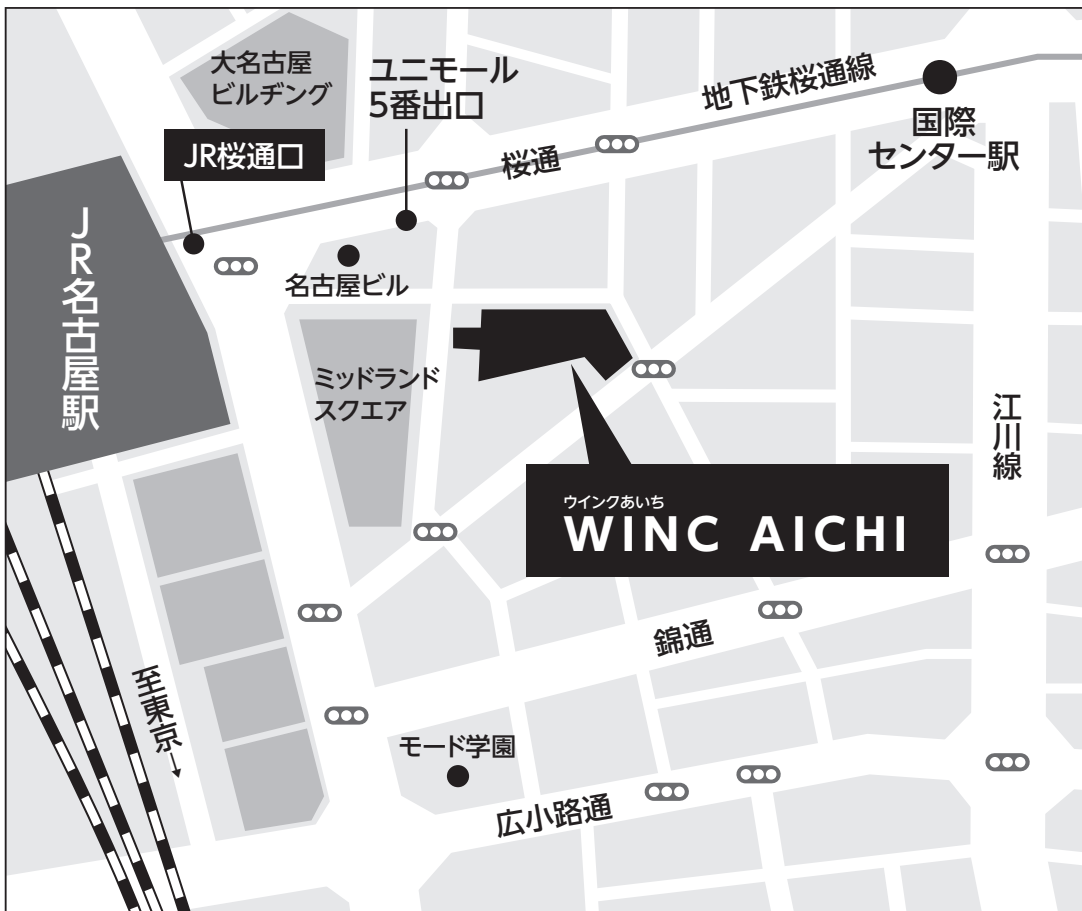 大名古屋
ビルヂング
ユニモール
5番出口
地下鉄桜通線
国際
センター駅
JR桜通口
桜通
JR名古屋駅
名古屋ビル
ミッドランド
スクエア
江川線
ウインクあいち
WINC AICHI
錦通
至東京→
モード学園
広小路通